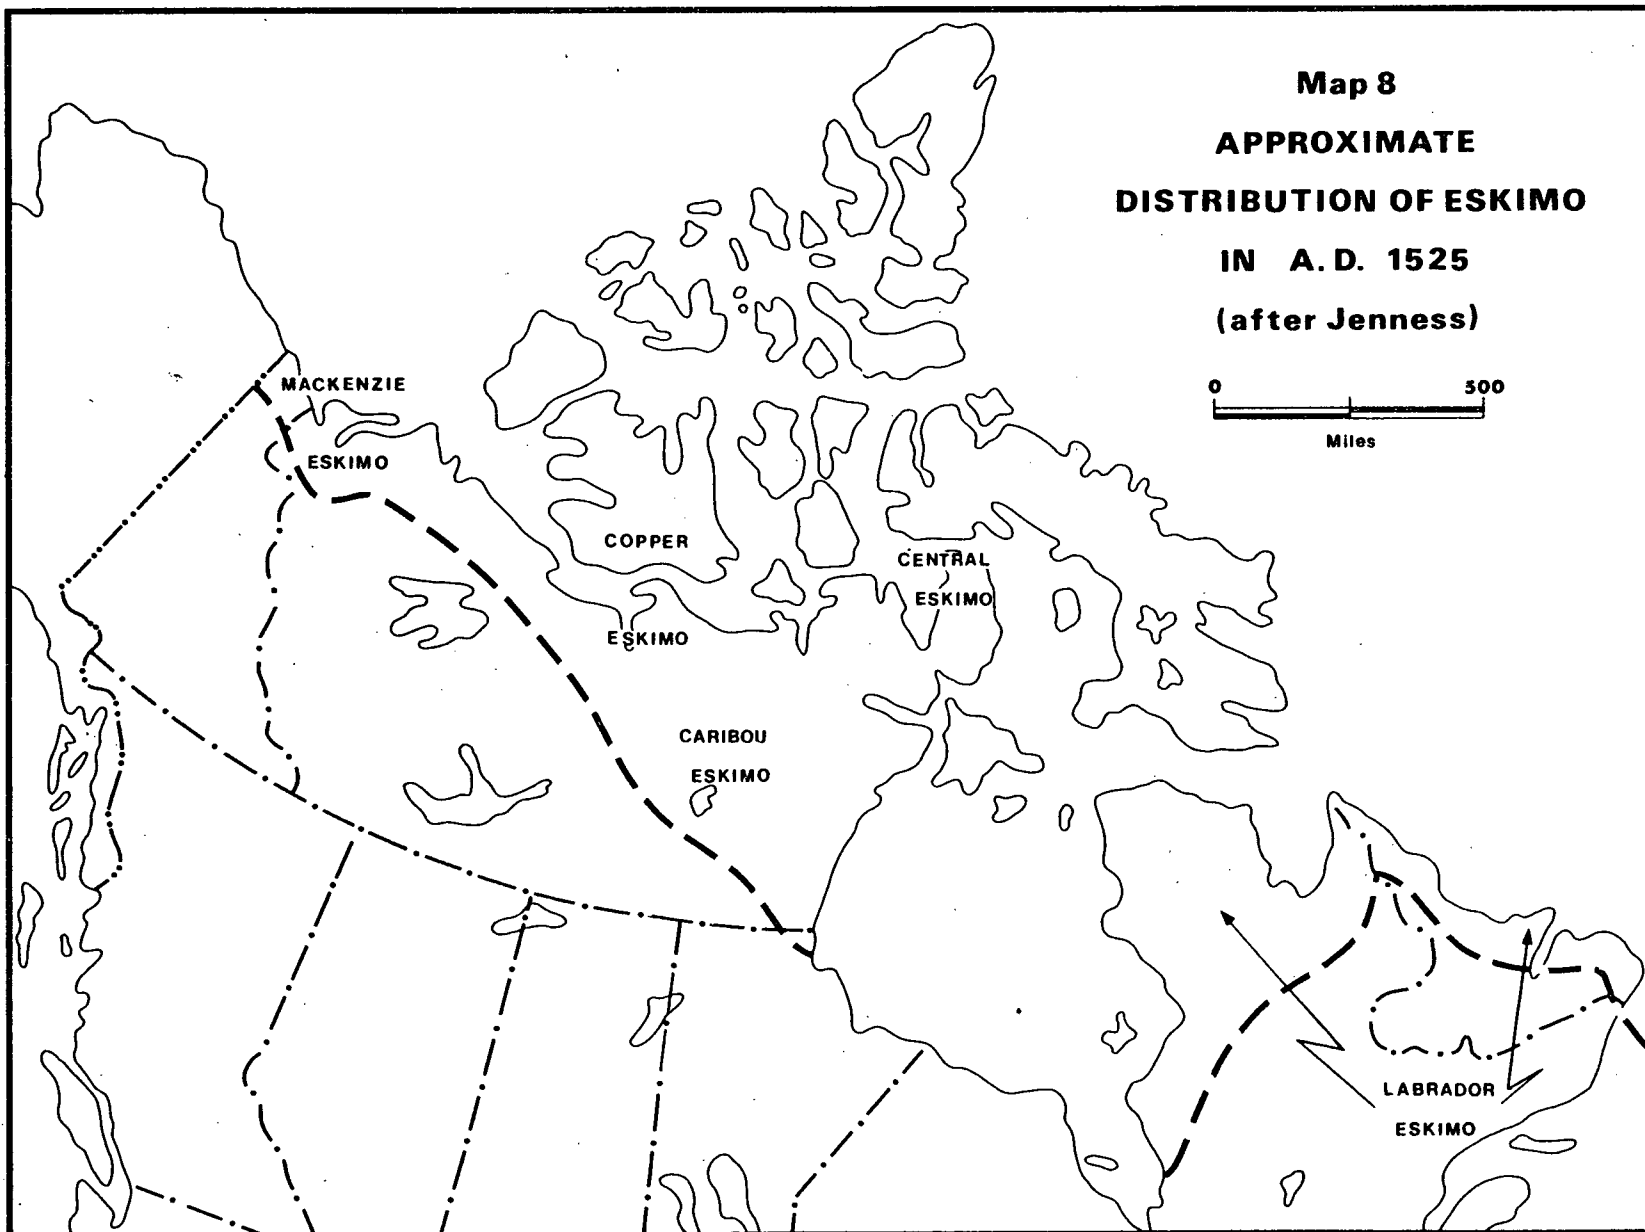 Map 8
APPROXIMATE
DISTRIBUTION OF ESKIMO
IN A.D. 1525
(after Jenness)
0 500
Miles
MACKENZIE
ESKIMO
COPPER
ESKIMO
CENTRAL
ESKIMO
CARIBOU
ESKIMO
LABRADOR
ESKIMO